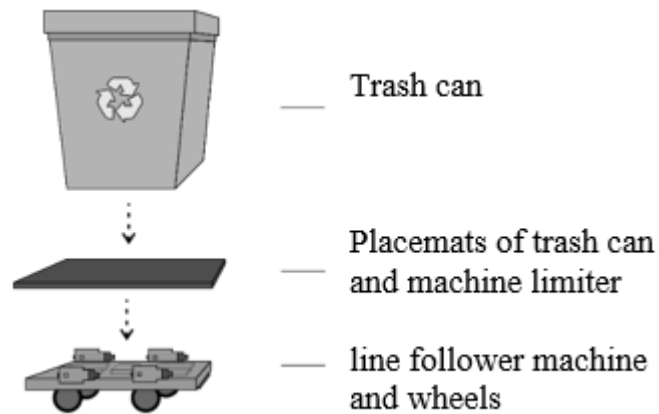 Trash can
Placemats of trash can
and machine limiter
line follower machine
and wheels